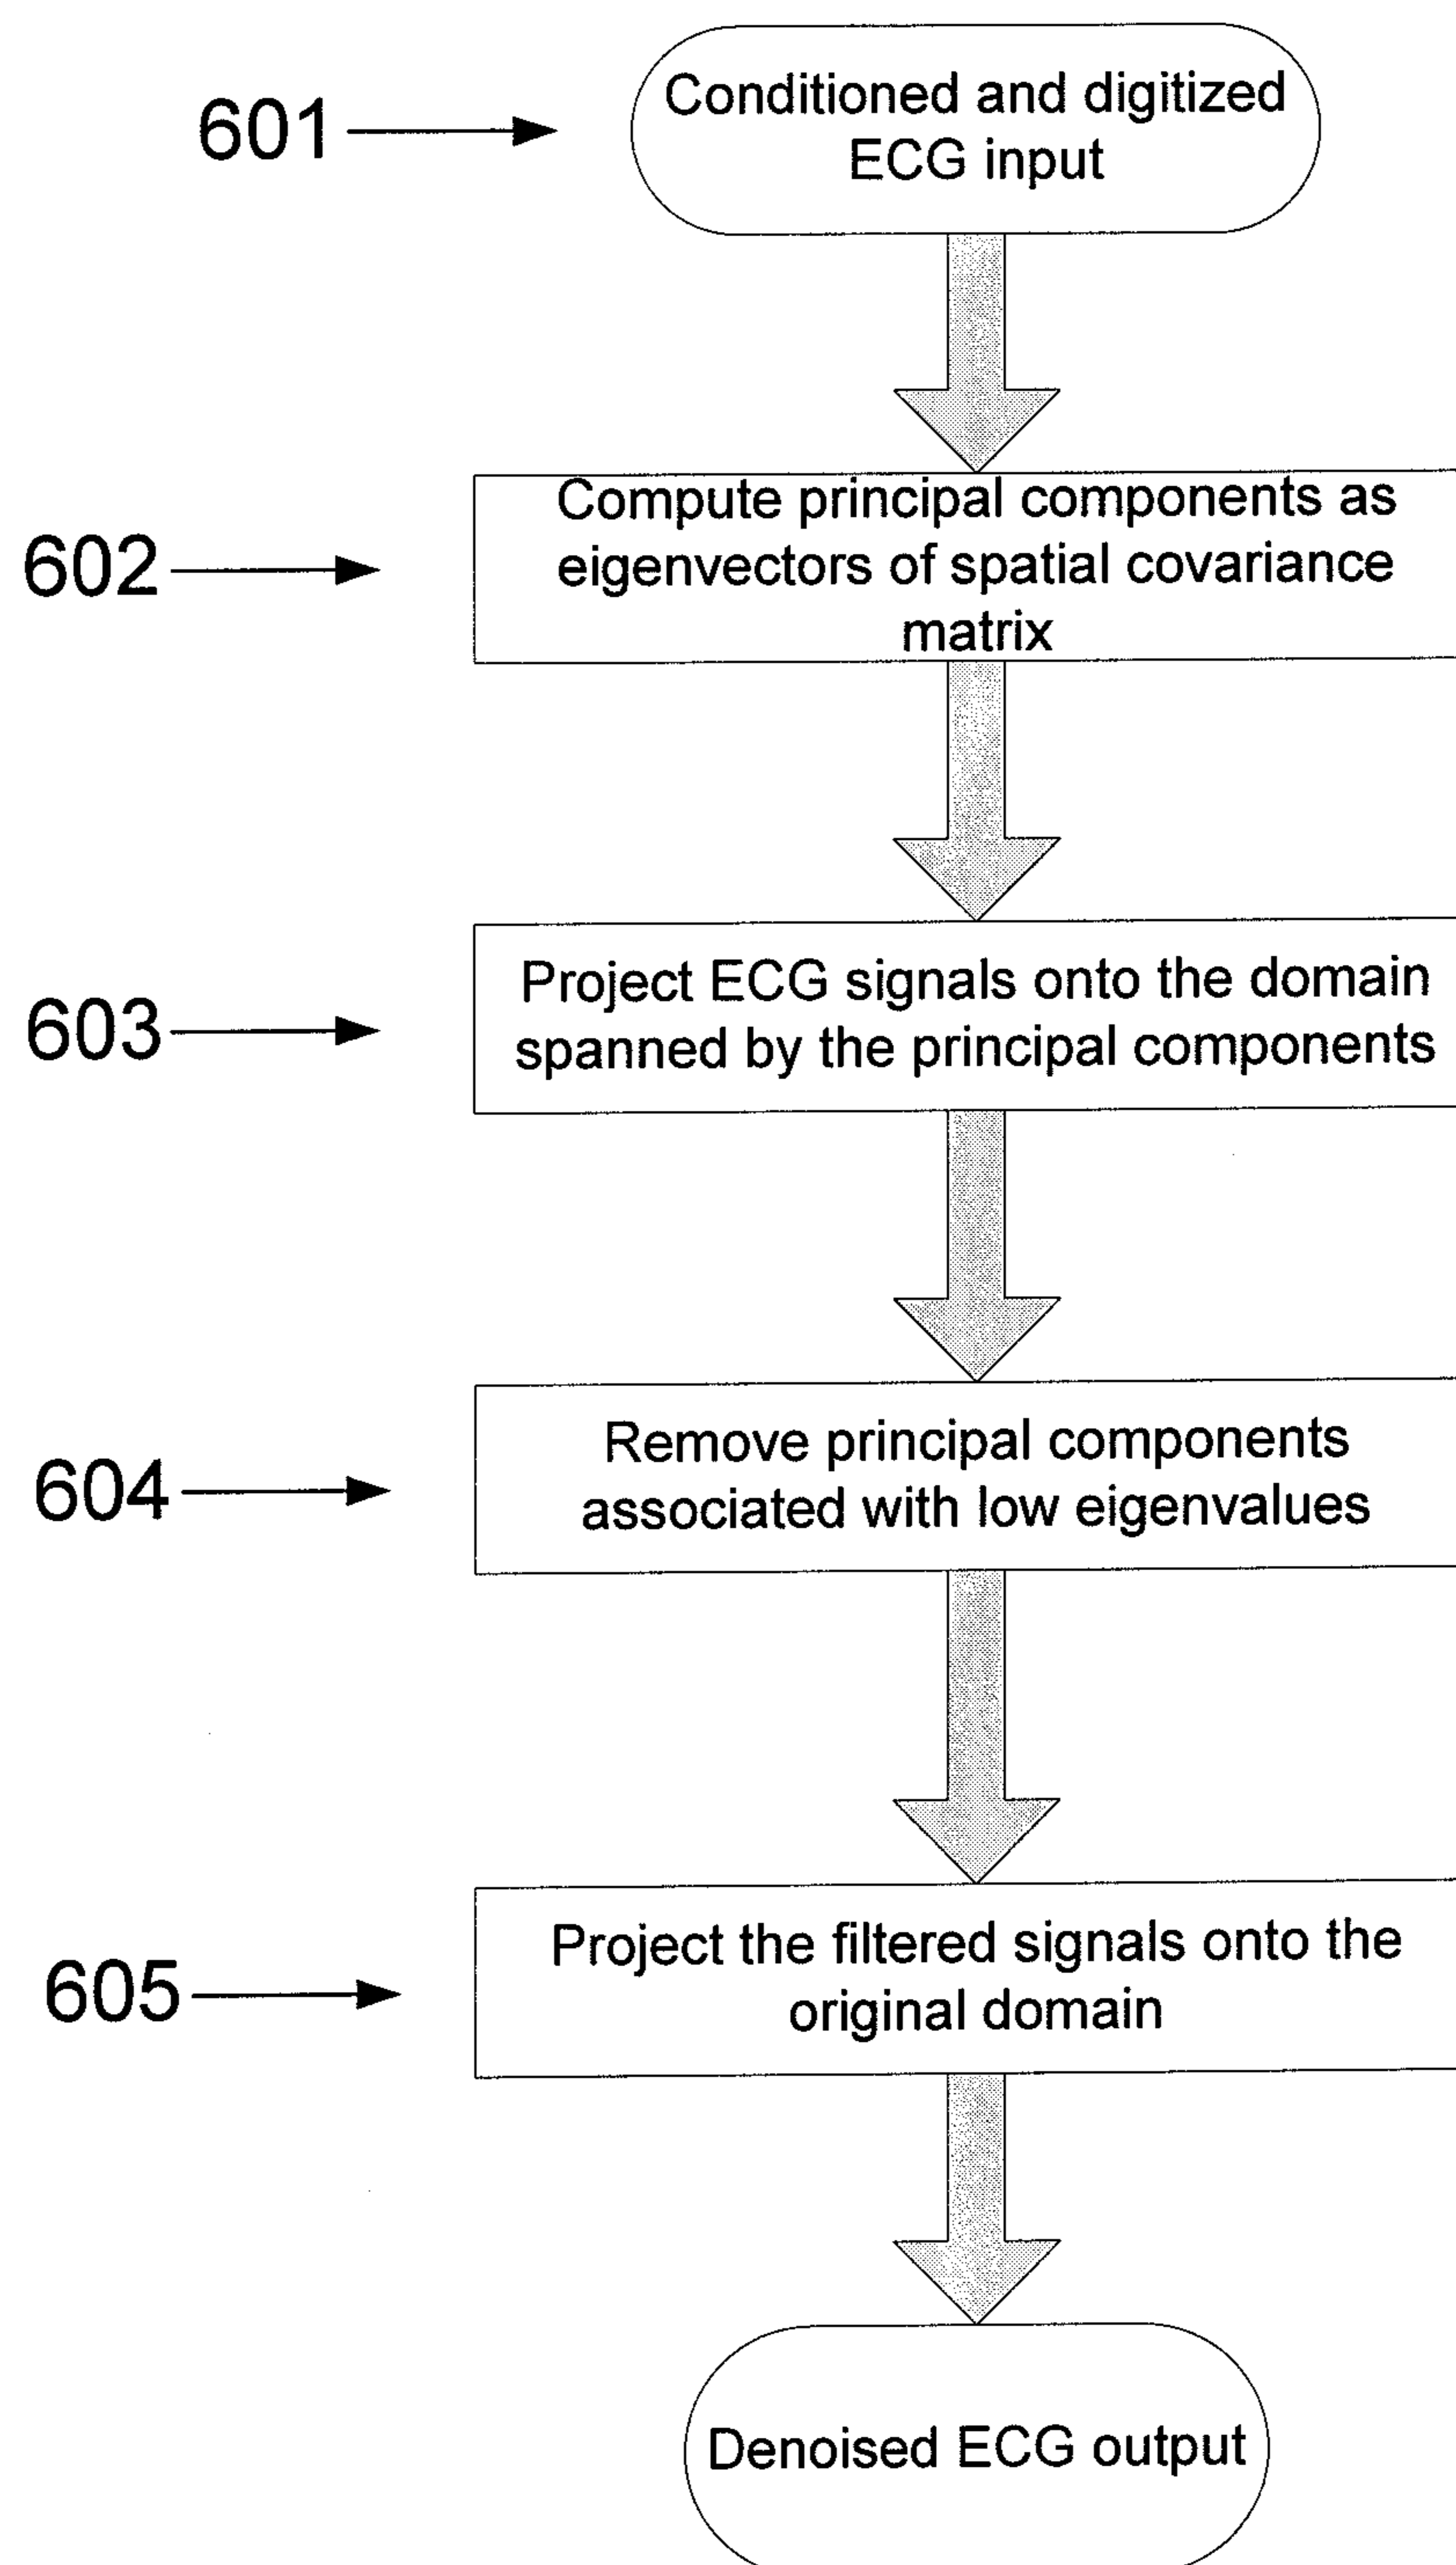 601
Conditioned and digitized
ECG input
602
Compute principal components as
eigenvectors of spatial covariance
matrix
603
Project ECG signals onto the domain
spanned by the principal components
604
Remove principal components
associated with low eigenvalues
605
Project the filtered signals onto the
original domain
Denoised ECG output